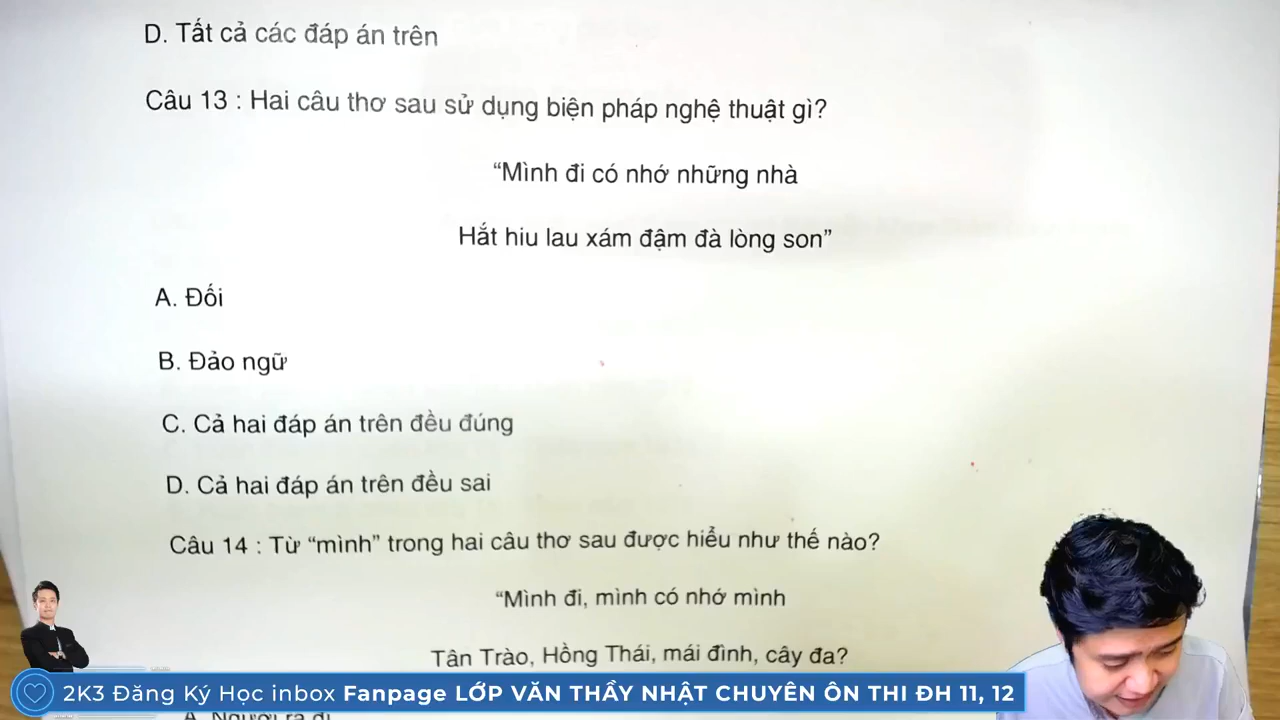 D. Tất cả các đáp án trên
Câu 13 : Hai câu thơ sau sử dụng biện pháp nghệ thuật gì?
“Mình đi có nhớ những nhà
Hắt hiu lau xám đậm đà lòng son”
A. Đối
B. Đảo ngữ
C. Cả hai đáp án trên đều đúng
D. Cả hai đáp án trên đều sai
Câu 14 : Từ “mình” trong hai câu thơ sau được hiểu như thế nào?
“Mình đi, mình có nhớ mình
Tân Trào, Hồng Thái, mái đình, cây đa?
2K3 Đăng Ký Học inbox Fanpage LỚP VĂN THẦY NHẬT CHUYÊN ÔN THI ĐH 11, 12
A. Người ra đi